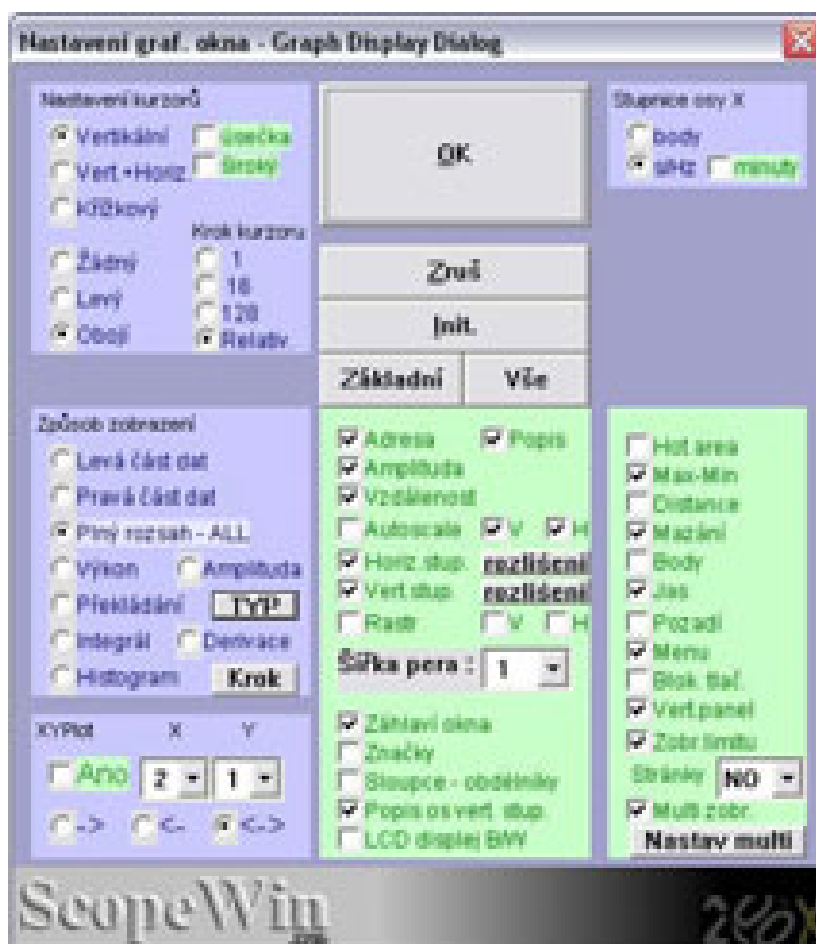 Nastavení graf. okna - Graph Display Dialog
Nastavení kurzorů
Vertikální
úsečka
Vert.+Horiz.
široký
Křížkový
Krok kurzoru
Žádný
1
Levý
16
128
Obojí
Relativ
OK
Zruš
Init.
Základní
Vše
Stupnice osy X
body
s/Hz
minuty
Způsob zobrazení
Levá část dat
Pravá část dat
Plný rozsah - ALL
Výkon
Amplituda
Překládání
TYP
Integrál
Derivace
Histogram
Krok
XYPlot
X
Y
Ano
2
1
->
<-
<->
Adresa
Popis
Amplituda
Vzdálenost
Autoscale
V
H
Horiz.stup.
rozlišení
Vert.stup.
rozlišení
Rastr
V
H
Šířka pera :
1
Záhlaví okna
Značky
Sloupce - obdélníky
Popis os vert. stup.
LCD displej BW
Hot area
Max-Min
Distance
Mazání
Body
Jas
Pozadí
Menu
Blok. tlač.
Vert.panel
Zobr.limitu
Stránky
NO
Multi zobr.
Nastav multi
ScopeWin